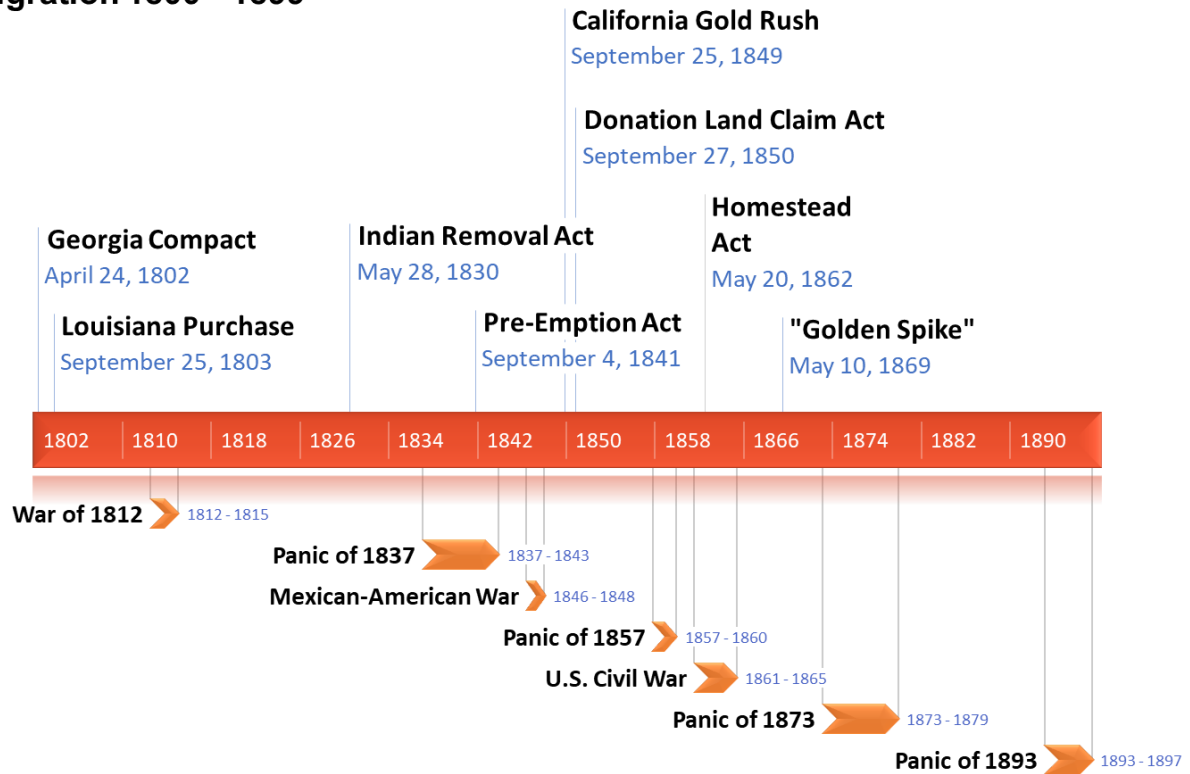 California Gold Rush
September 25, 1849
Donation Land Claim Act
September 27, 1850
Homestead
Act
May 20, 1862
Georgia Compact
April 24, 1802
Indian Removal Act
May 28, 1830
Louisiana Purchase
September 25, 1803
Pre-Emption Act
September 4, 1841
"Golden Spike"
May 10, 1869
1802 1810 1818 1826 1834 1842 1850 1858 1866 1874 1882 1890
War of 1812 1812 - 1815
Panic of 1837 1837 - 1843
Mexican-American War 1846 - 1848
Panic of 1857 1857 - 1860
U.S. Civil War 1861 - 1865
Panic of 1873 1873 - 1879
Panic of 1893 1893 - 1897